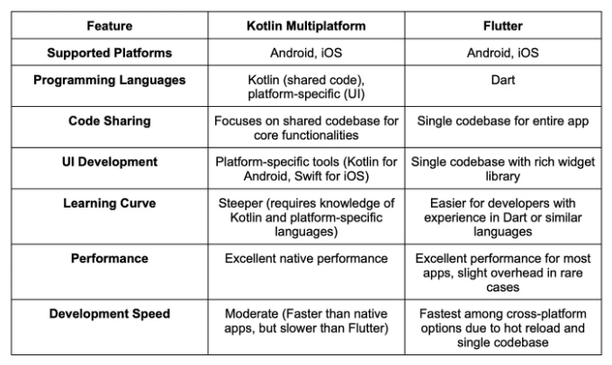 Feature Kotlin Multiplatform Flutter
Supported Platforms Android, iOS Android, iOS
Programming Languages Kotlin (shared code), Dart
platform-specific (UI)
Code Sharing Focuses on shared codebase for Single codebase for entire app
core functionalities
UI Development Platform-specific tools (Kotlin for Single codebase with rich widget
Android, Swift for iOS) library
Learning Curve Steeper (requires knowledge of Easier for developers with
Kotlin and platform-specific experience in Dart or similar
languages) languages
Performance Excellent native performance Excellent performance for most
apps, slight overhead in rare
cases
Development Speed Moderate (Faster than native Fastest among cross-platform
apps, but slower than Flutter) options due to hot reload and
single codebase